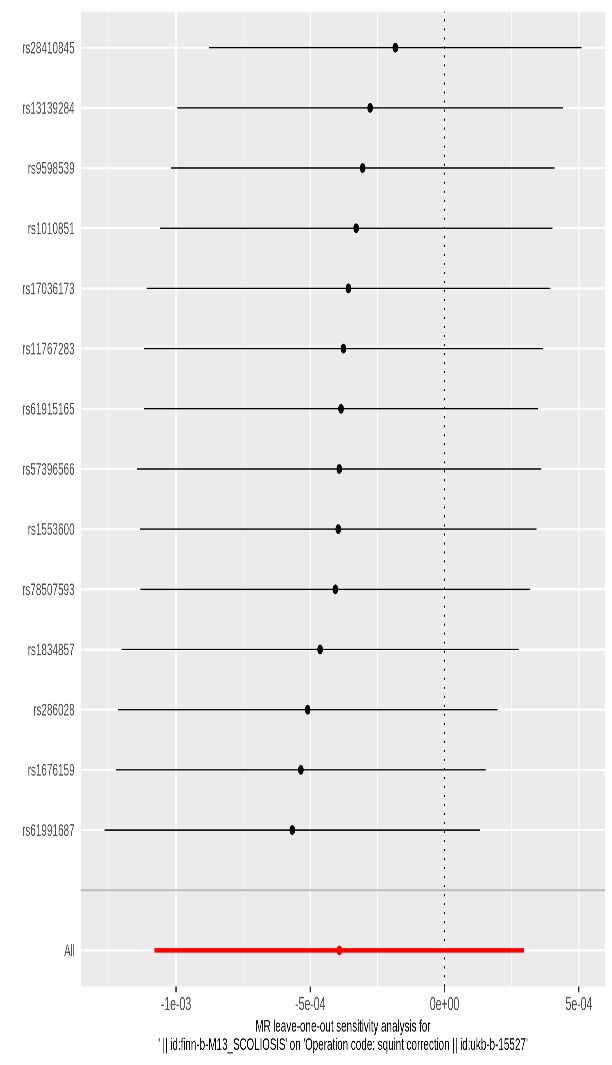 rs28410845
rs13139284
rs9598539
rs1010851
rs17036173
rs11767283
rs61915165
rs57396566
rs1553600
rs78507593
rs1834857
rs286028
rs1676159
rs61991687
All
-1e-03 -5e-04 0e+00 5e-04
MR leave-one-out sensitivity analysis for
' || id:finn-b-M13_SCOLIOSIS' on 'Operation code: squint correction || id:ukb-b-15527'